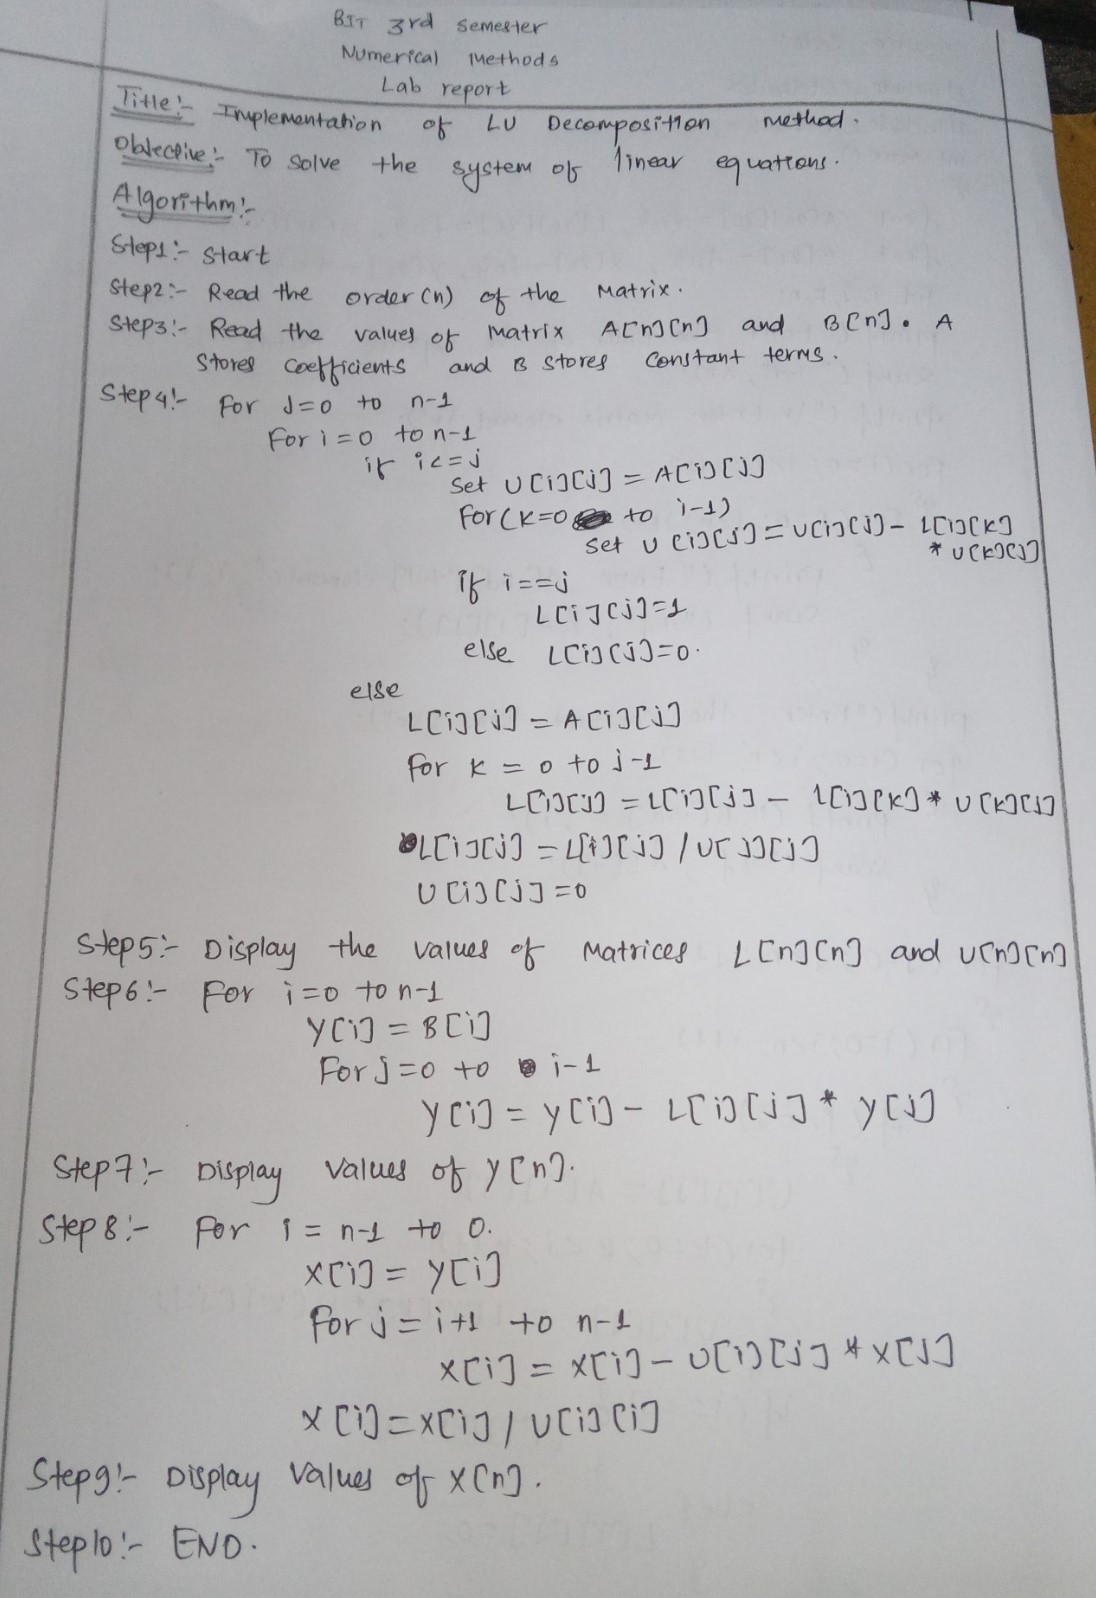 BIT 3rd Semester
Numerical Methods
Lab report
Title:- Implementation of LU Decomposition method.
Objective:- To solve the system of linear equations.
Algorithm:-
Step1:- Start
Step2:- Read the order(n) of the Matrix.
Step3:- Read the values of Matrix A[n][n] and B[n]. A
Stores Coefficients and B stores Constant terms.
Step4:- For J=0 to n-1
For i=0 to n-1
if i<=j
Set U[i][j] = A[i][j]
For(K=0 to i-1)
Set U[i][j] = U[i][j] - L[i][k]
* U[k][j]
if i==j
L[i][j]=1
else L[i][j]=0.
else
L[i][j] = A[i][j]
For K = 0 to j-1
L[i][j] = L[i][j] - L[i][k] * U[k][j]
L[i][j] = L[i][j] / U[j][j]
U[i][j]=0
Step5:- Display the values of Matrices L[n][n] and U[n][n]
Step6:- For i=0 to n-1
Y[i] = B[i]
For j=0 to i-1
Y[i] = Y[i] - L[i][j] * Y[j]
Step7:- Display values of y[n].
Step8:- For i = n-1 to 0.
X[i] = Y[i]
For j = i+1 to n-1
X[i] = X[i] - U[i][j] * X[j]
X[i] = X[i] / U[i][i]
Step9:- Display values of X[n].
Step10:- END.